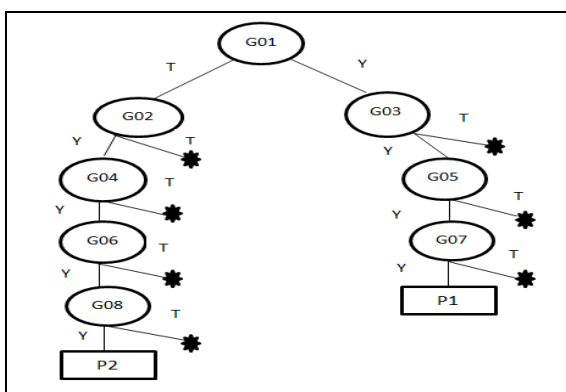 G01
T Y
G02 G03
Y T T
Y
G04 T G05
T
Y Y
G06 T G07
T
Y Y
G08 T P1
Y
P2